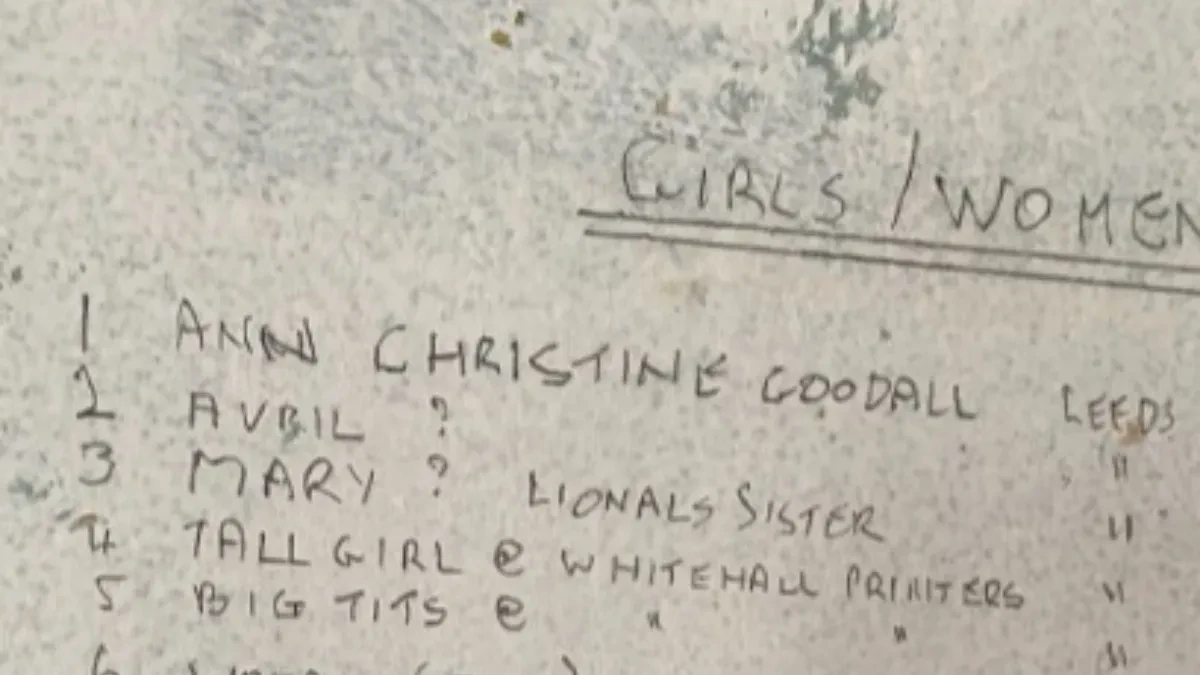 GIRLS / WOMEN
1 ANN CHRISTINE GOODALL LEEDS
2 AVRIL ? "
3 MARY ? LIONALS SISTER "
4 TALL GIRL @ WHITEHALL PRINTERS "
5 BIG TITS @ " " "
6